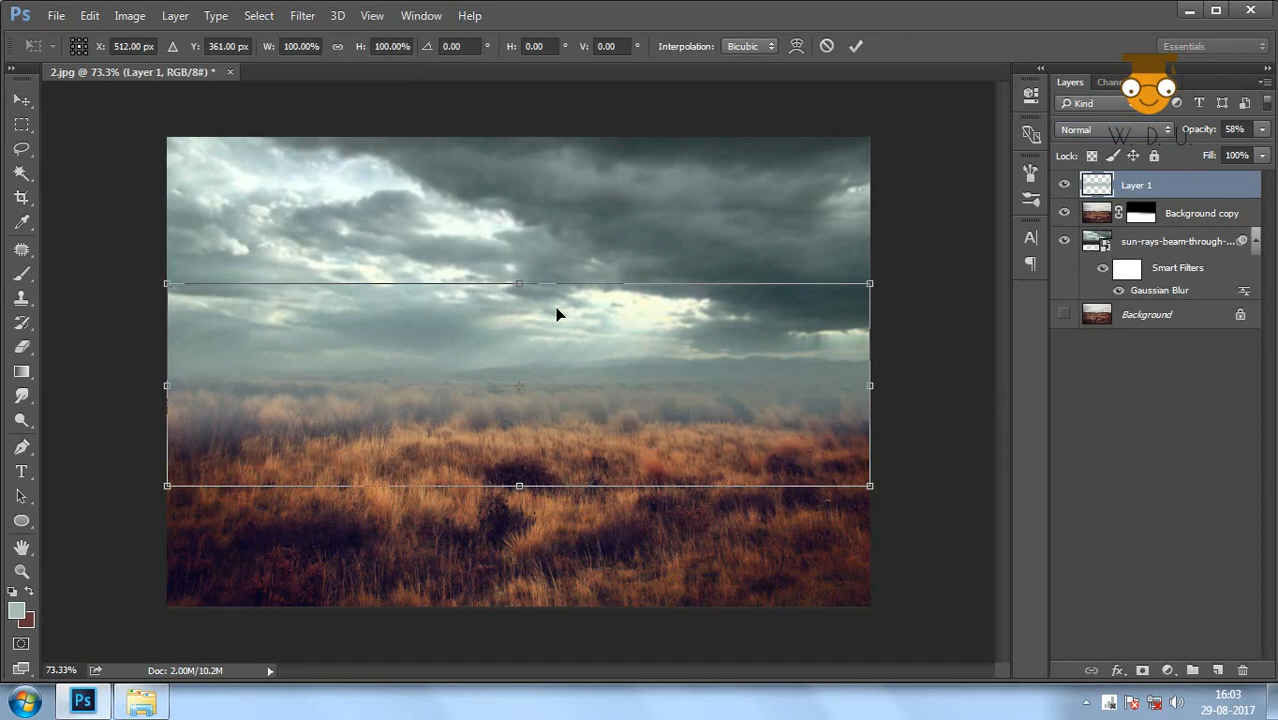 Ps File Edit Image Layer Type Select Filter 3D View Window Help
X: 512.00 px Y: 361.00 px W: 100.00% H: 100.00% 0.00 ° H: 0.00 ° V: 0.00 ° Interpolation: Bicubic Essentials
2.jpg @ 73.3% (Layer 1, RGB/8#) * ×
Layers Chann
Kind T
Normal Opacity: 58%
W. D. U.
Lock: Fill: 100%
Layer 1
Background copy
sun-rays-beam-through-...
Smart Filters
Gaussian Blur
Background
A
T
73.33% Doc: 2.00M/10.2M
fx
Ps 16:03
29-08-2017